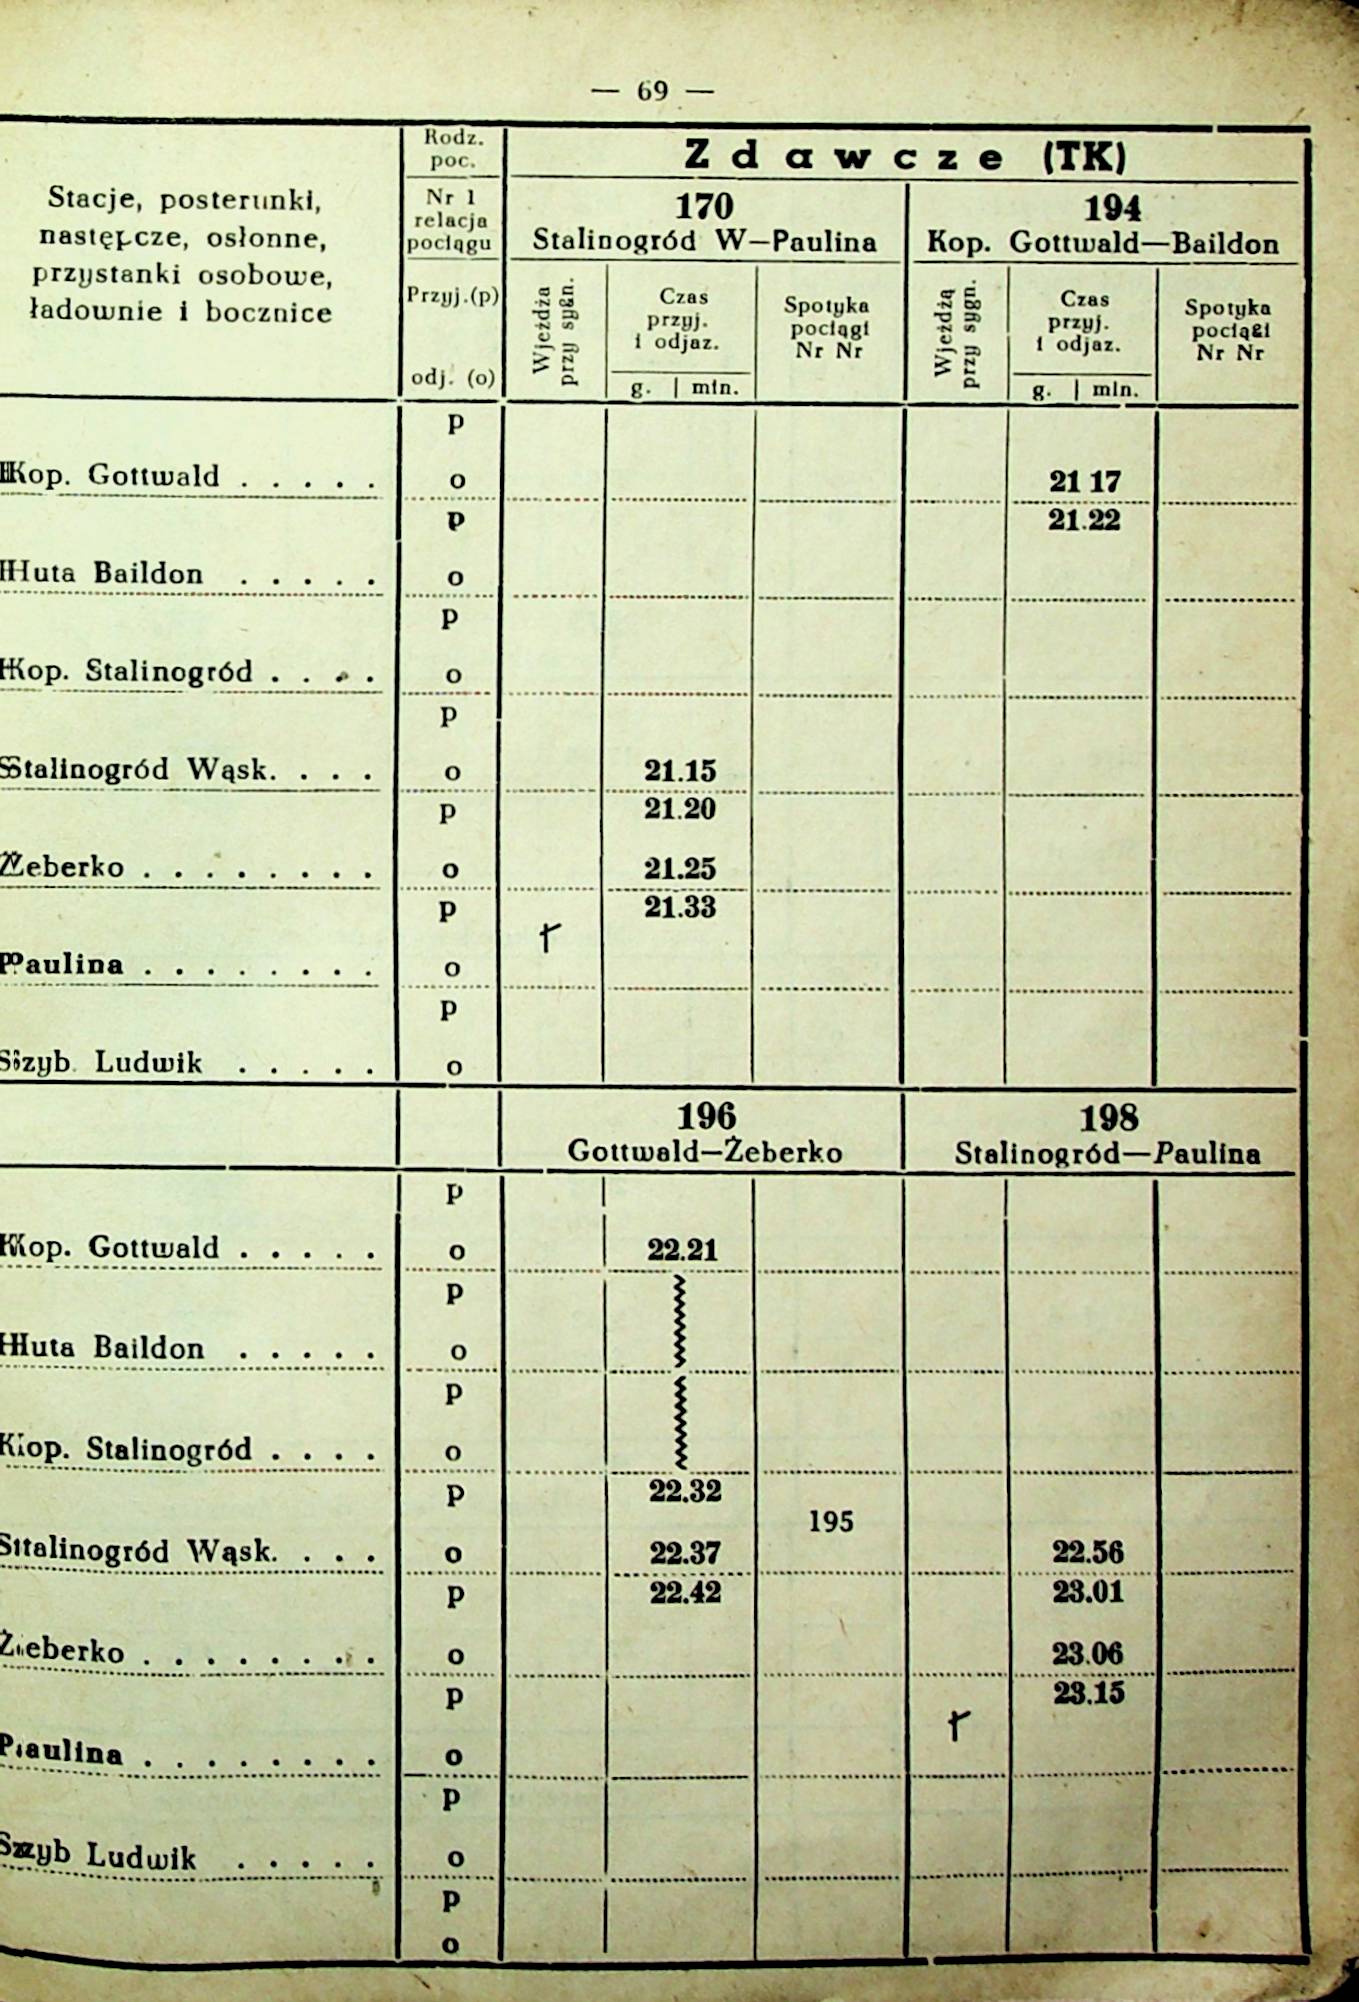 — 69 —
Stacje, posterunki,
następcze, osłonne,
przystanki osobowe,
ładownie i bocznice
Rodz.
poc.
Nr 1
relacja
pociągu
Przyj.(p)
odj. (o)
Zdawcze (TK)
170
Stalinogród W—Paulina
194
Kop. Gottwald—Baildon
Wjeżdża
przy sygn.
Czas
przyj.
i odjaz.
g. | min.
Spotyka
pociągi
Nr Nr
Wjeżdżą
przy sygn.
Czas
przyj.
i odjaz.
g. | min.
Spotyka
pociągi
Nr Nr
p
Kop. Gottwald . . . . . o 21 17
p 21.22
Huta Baildon . . . . . o
p
Kop. Stalinogród . . . . o
p
Stalinogród Wąsk. . . . o 21.15
p 21.20
Żeberko . . . . . . . . o 21.25
p 21.33
Paulina . . . . . . . . o
p
Szyb Ludwik . . . . . o
196
Gottwald—Żeberko
198
Stalinogród—Paulina
p
Kop. Gottwald . . . . . o 22.21
p
Huta Baildon . . . . . o
p
Kop. Stalinogród . . . . o
p 22.32
195
Stalinogród Wąsk. . . . o 22.37 22.56
p 22.42 23.01
Żeberko . . . . . . . . o 23.06
p 23.15
Paulina . . . . . . . . o
p
Szyb Ludwik . . . . . o
p
o